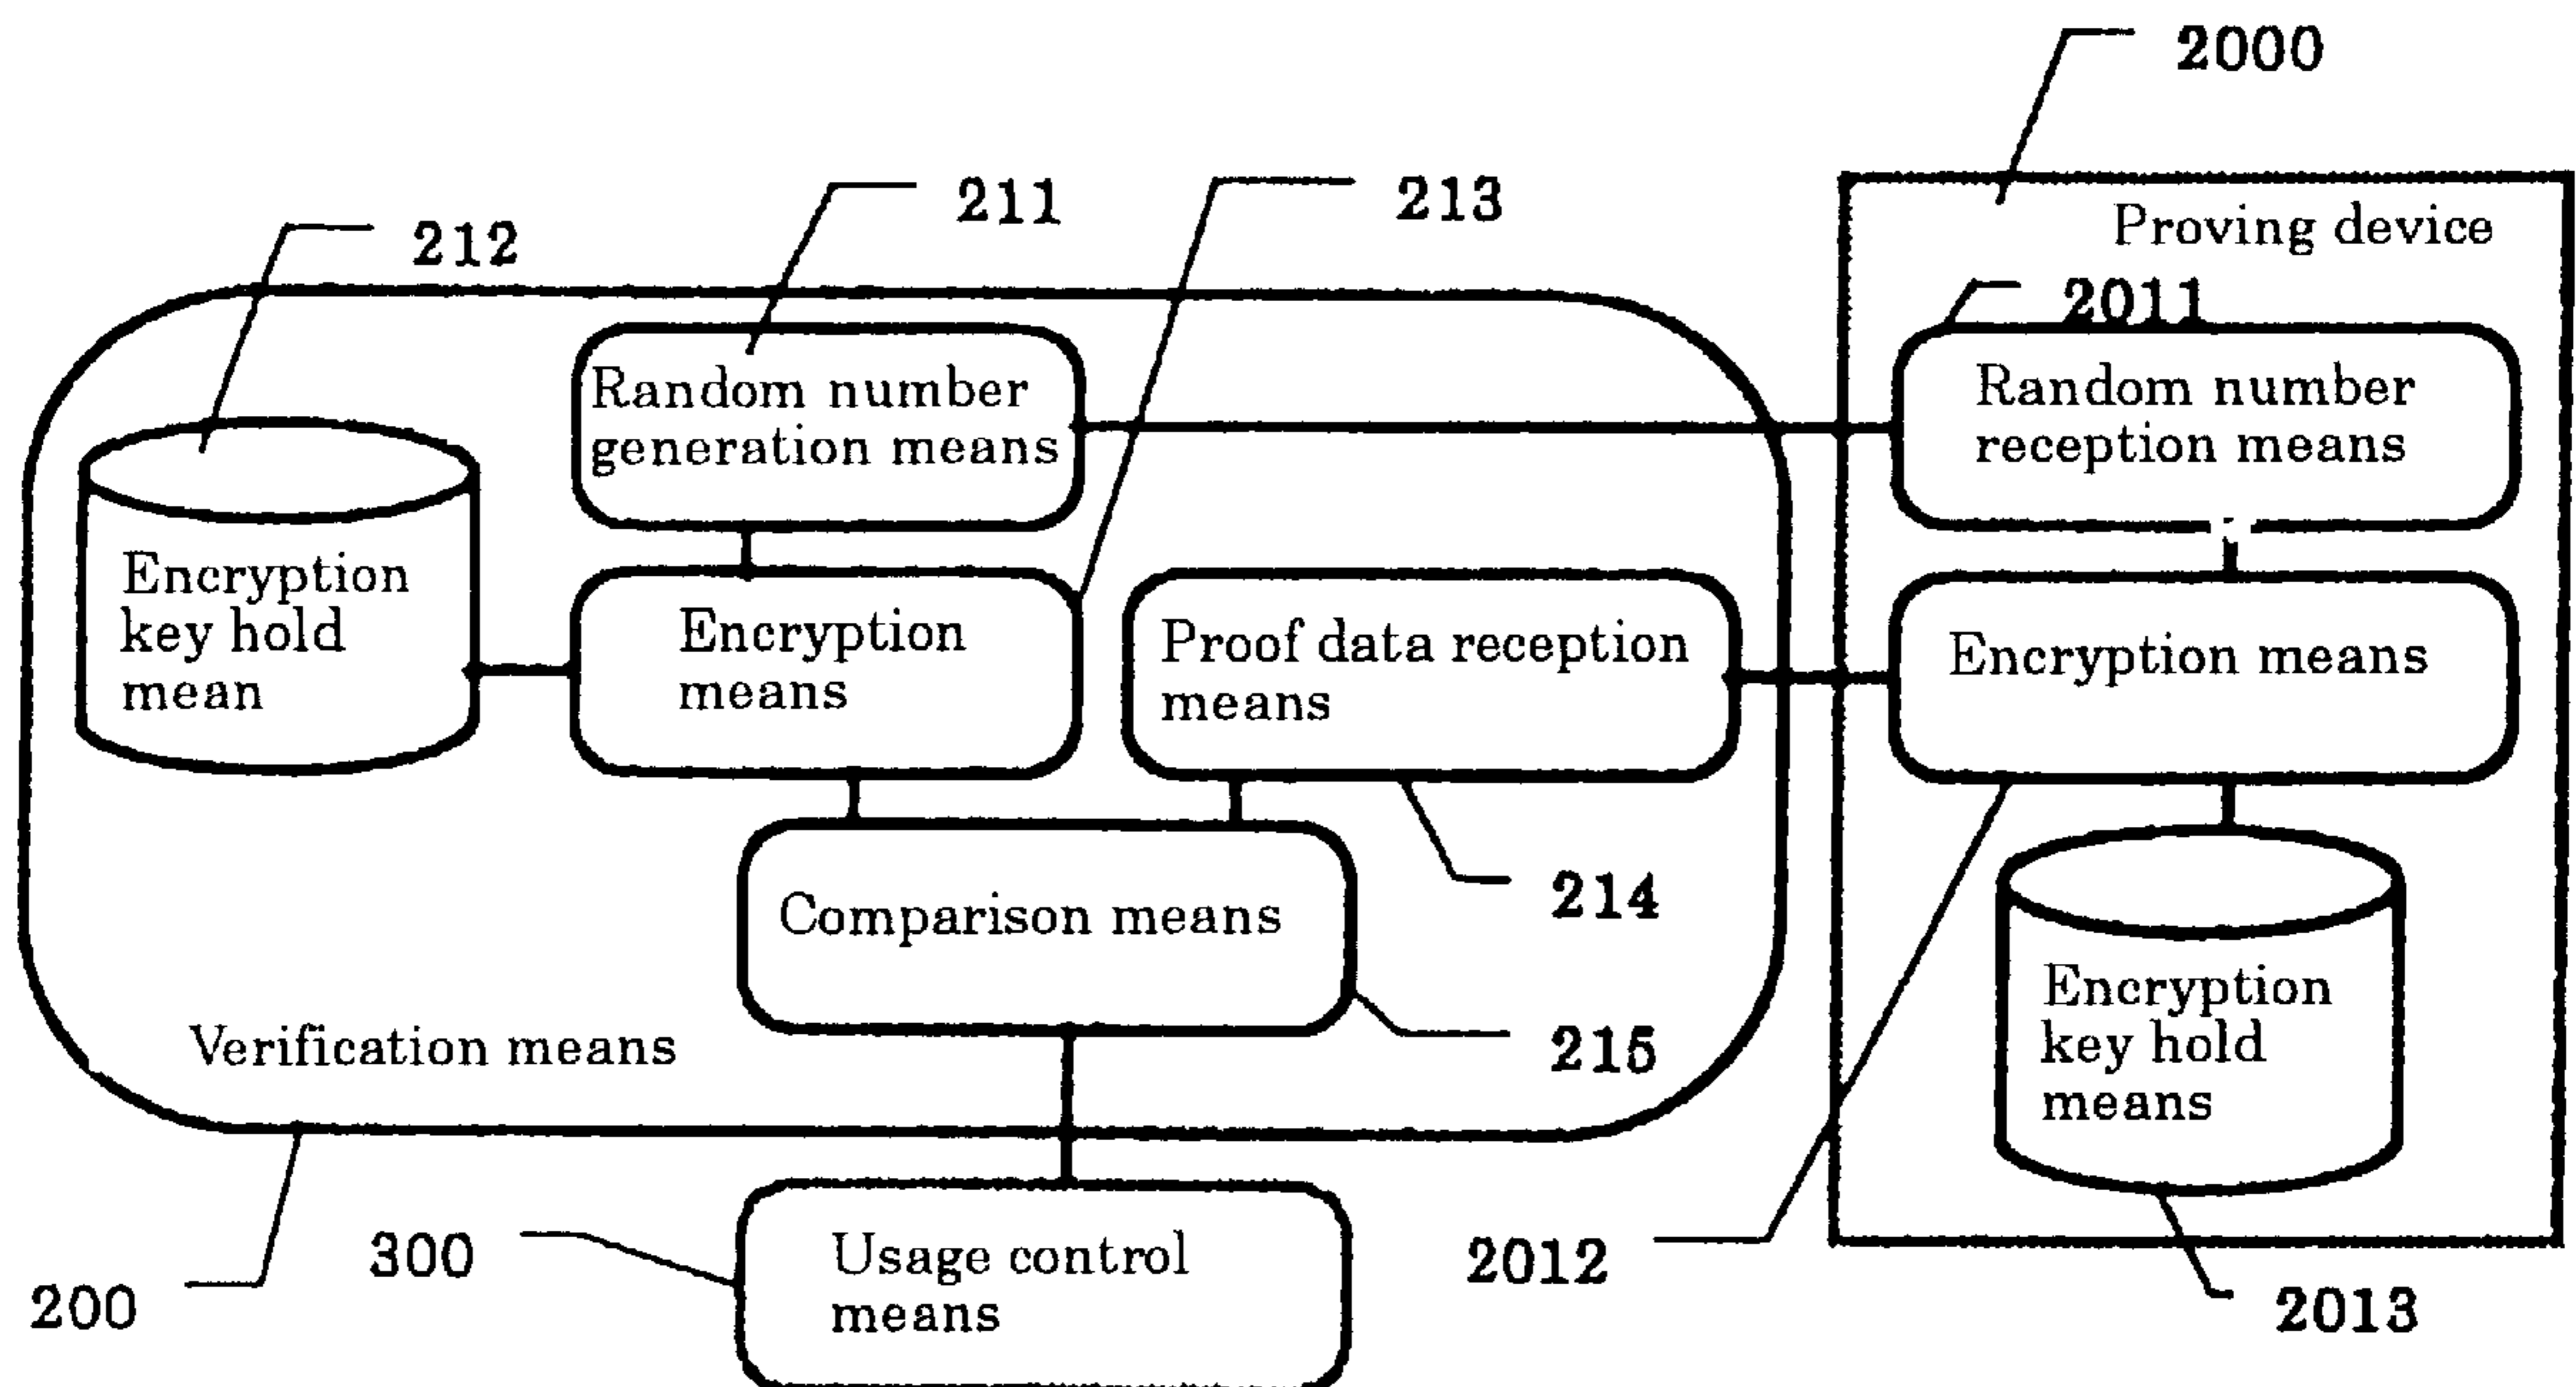 2000
211
213
212
Proving device
2011
Random number
generation means
Random number
reception means
Encryption
key hold
mean
Encryption
means
Proof data reception
means
Encryption means
Comparison means
214
Encryption
key hold
means
Verification means
215
300
Usage control
means
2012
200
2013